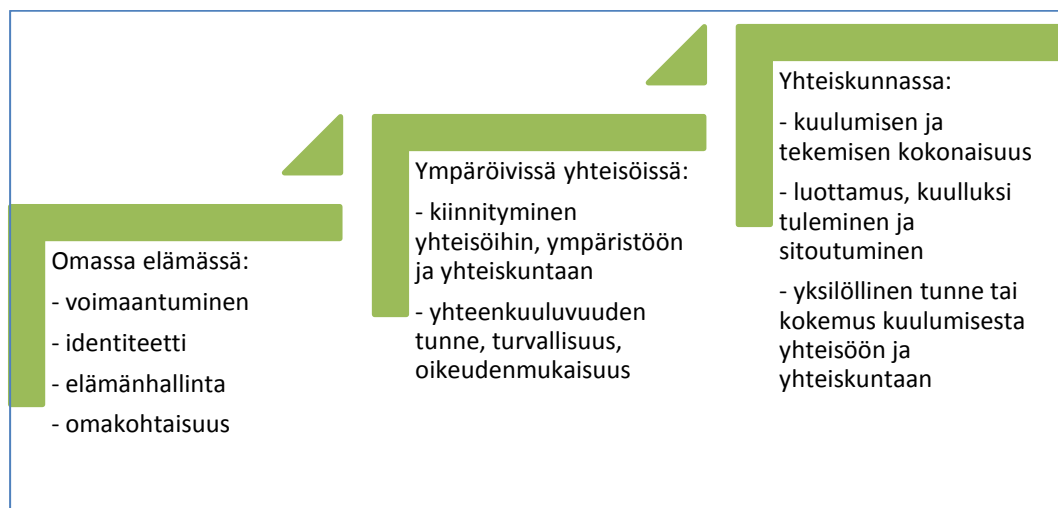 Omassa elämässä:
- voimaantuminen
- identiteetti
- elämänhallinta
- omakohtaisuus
Ympäröivissä yhteisöissä:
- kiinnityminen
yhteisöihin, ympäristöön
ja yhteiskuntaan
- yhteenkuuluvuuden
tunne, turvallisuus,
oikeudenmukaisuus
Yhteiskunnassa:
- kuulumisen ja
tekemisen kokonaisuus
- luottamus, kuulluksi
tuleminen ja
sitoutuminen
- yksilöllinen tunne tai
kokemus kuulumisesta
yhteisöön ja
yhteiskuntaan